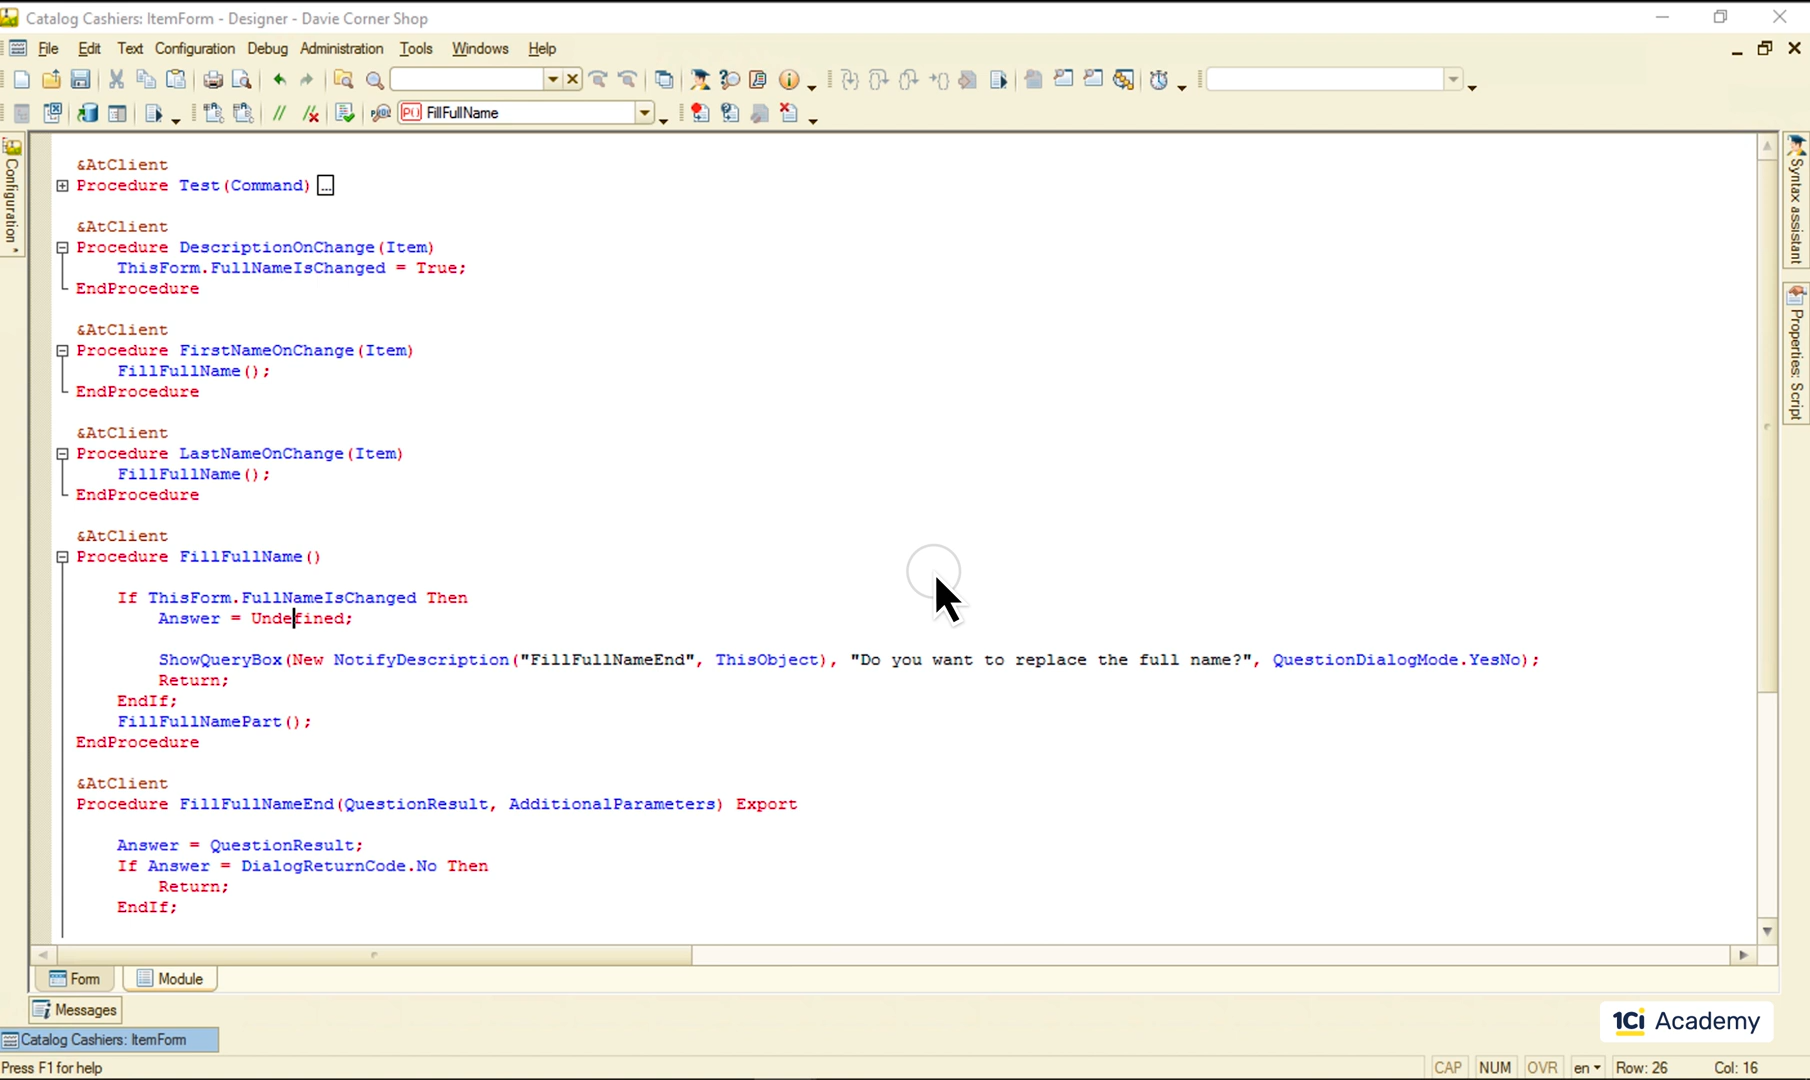 Catalog Cashiers: ItemForm - Designer - Davie Corner Shop
File Edit Text Configuration Debug Administration Tools Windows Help
FillFullName
Configuration
Syntax assistant
Properties: Script
&AtClient
Procedure Test(Command) ...
&AtClient
Procedure DescriptionOnChange(Item)
ThisForm.FullNameIsChanged = True;
EndProcedure
&AtClient
Procedure FirstNameOnChange(Item)
FillFullName();
EndProcedure
&AtClient
Procedure LastNameOnChange(Item)
FillFullName();
EndProcedure
&AtClient
Procedure FillFullName()
If ThisForm.FullNameIsChanged Then
Answer = Undefined;
ShowQueryBox(New NotifyDescription("FillFullNameEnd", ThisObject), "Do you want to replace the full name?", QuestionDialogMode.YesNo);
Return;
EndIf;
FillFullNamePart();
EndProcedure
&AtClient
Procedure FillFullNameEnd(QuestionResult, AdditionalParameters) Export
Answer = QuestionResult;
If Answer = DialogReturnCode.No Then
Return;
EndIf;
Form Module
Messages
1Ci Academy
Catalog Cashiers: ItemForm
Press F1 for help CAP NUM OVR en Row: 26 Col: 16